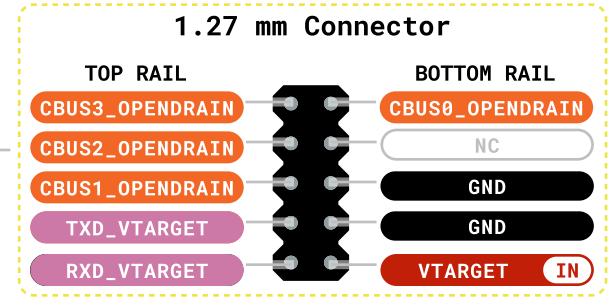 1.27 mm Connector
TOP RAIL
BOTTOM RAIL
CBUS3_OPENDRAIN
CBUS0_OPENDRAIN
CBUS2_OPENDRAIN
NC
CBUS1_OPENDRAIN
GND
TXD_VTARGET
GND
RXD_VTARGET
VTARGET IN